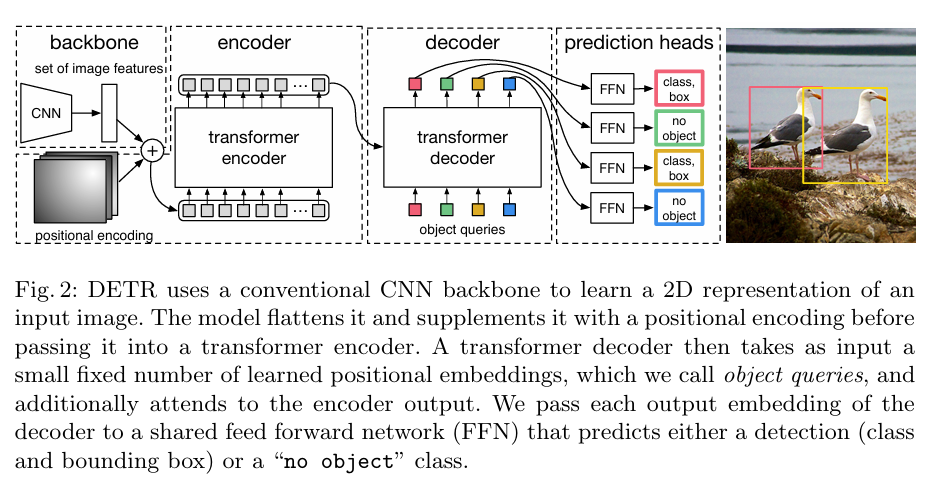 backbone
encoder
decoder
prediction heads
set of image features
CNN
+
positional encoding
...
transformer
encoder
...
transformer
decoder
object queries
FFN
class,
box
FFN
no
object
FFN
class,
box
FFN
no
object
Fig. 2: DETR uses a conventional CNN backbone to learn a 2D representation of an
input image. The model flattens it and supplements it with a positional encoding before
passing it into a transformer encoder. A transformer decoder then takes as input a
small fixed number of learned positional embeddings, which we call object queries, and
additionally attends to the encoder output. We pass each output embedding of the
decoder to a shared feed forward network (FFN) that predicts either a detection (class
and bounding box) or a “no object” class.